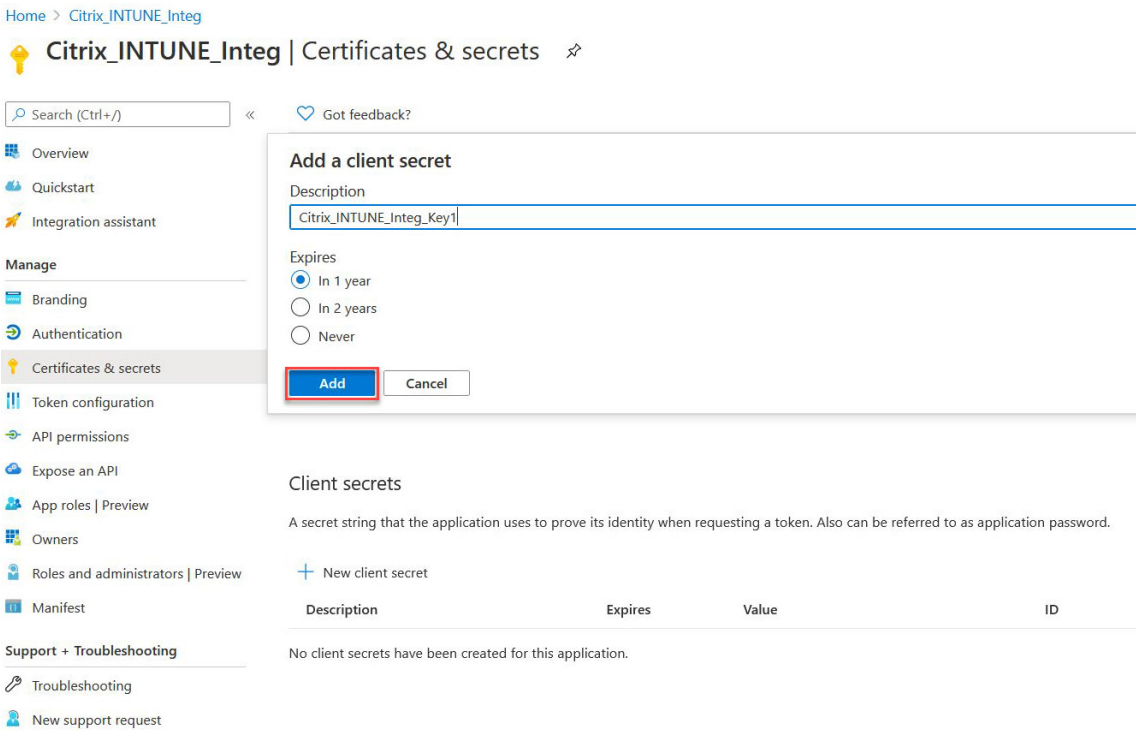 Home > Citrix_INTUNE_Integ
Citrix_INTUNE_Integ | Certificates & secrets
Search (Ctrl+/)
«
Got feedback?
Overview
Quickstart
Integration assistant
Manage
Branding
Authentication
Certificates & secrets
Token configuration
API permissions
Expose an API
App roles | Preview
Owners
Roles and administrators | Preview
Manifest
Support + Troubleshooting
Troubleshooting
New support request
Add a client secret
Description
Citrix_INTUNE_Integ_Key1
Expires
In 1 year
In 2 years
Never
Add Cancel
Client secrets
A secret string that the application uses to prove its identity when requesting a token. Also can be referred to as application password.
New client secret
Description Expires Value ID
No client secrets have been created for this application.